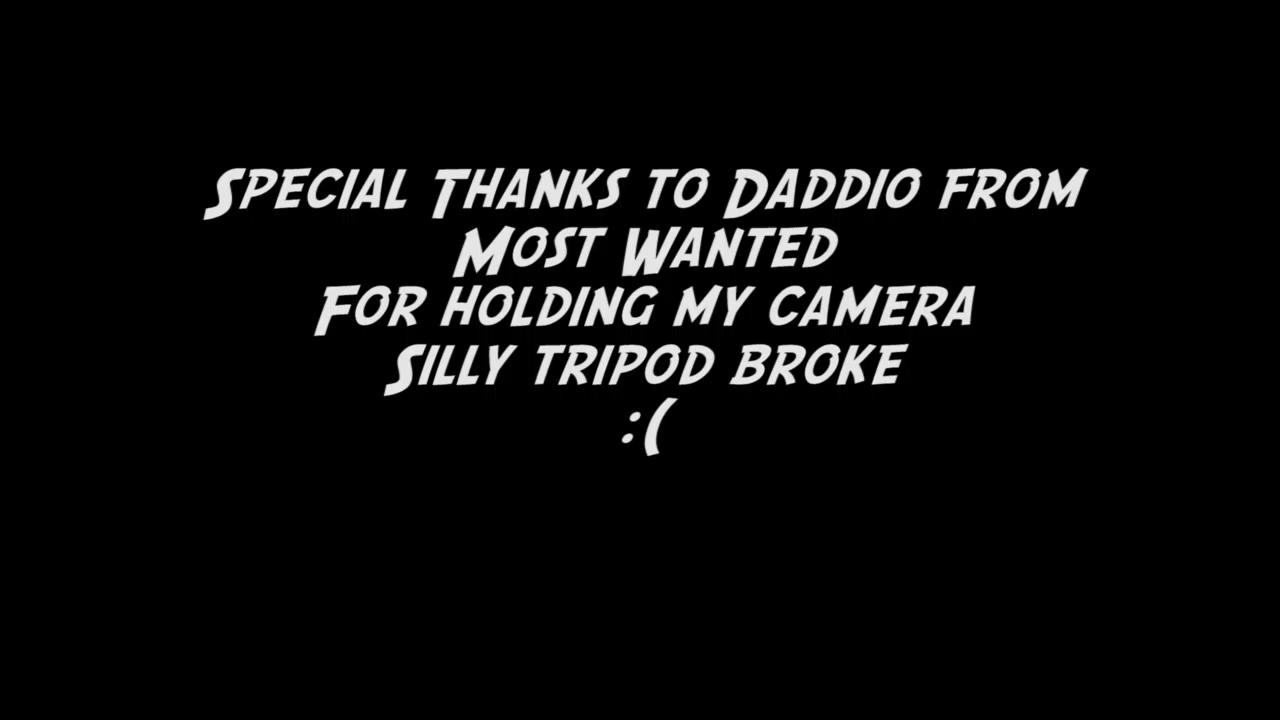 Special Thanks to Daddio from
Most Wanted
For holding my camera
Silly tripod broke
:(